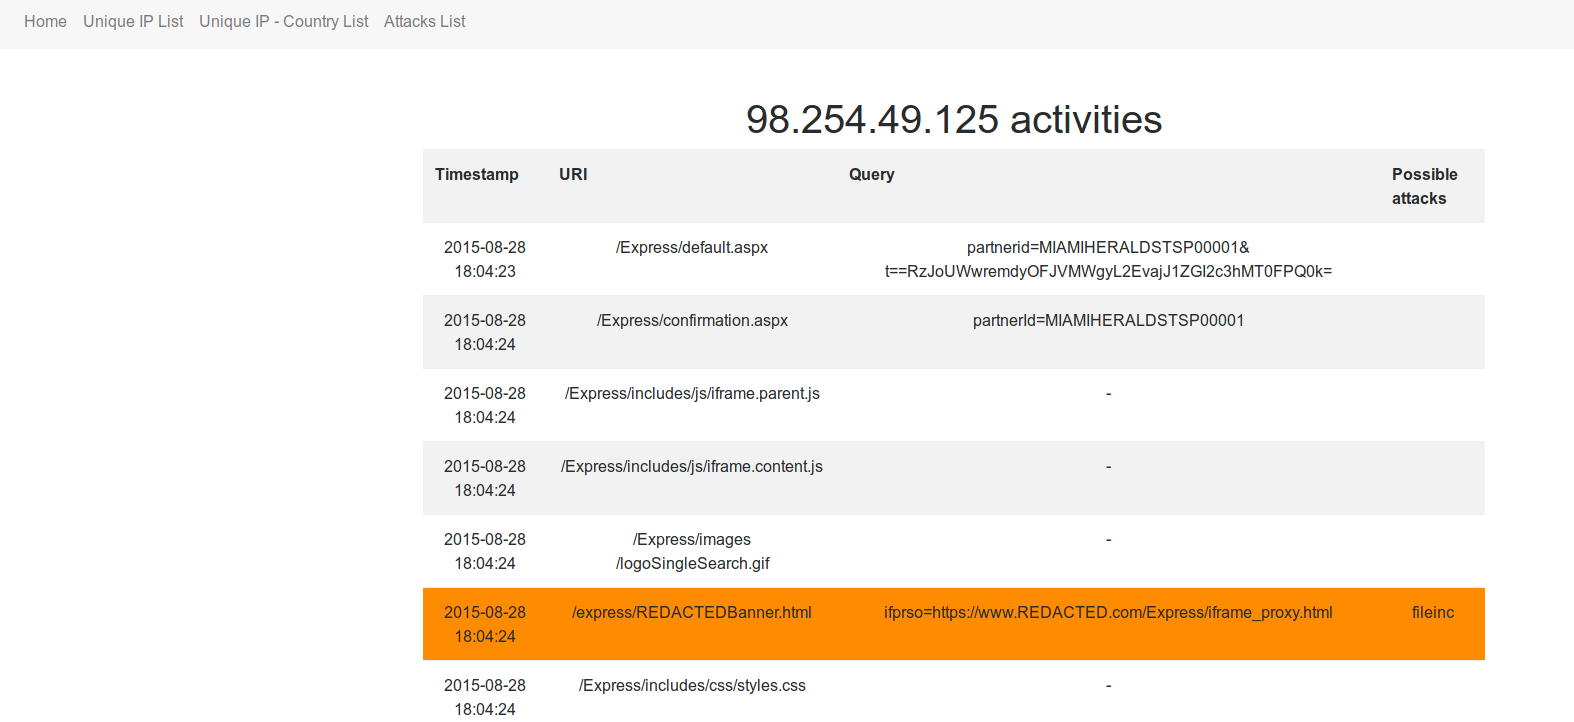 Home Unique IP List Unique IP - Country List Attacks List
98.254.49.125 activities
Timestamp URI Query Possible
attacks
2015-08-28 /Express/default.aspx partnerid=MIAMIHERALDSTSP00001&
18:04:23 t==RzJoUWwremdyOFJVMWgyL2EvajJ1ZGI2c3hMT0FPQ0k=
2015-08-28 /Express/confirmation.aspx partnerId=MIAMIHERALDSTSP00001
18:04:24
2015-08-28 /Express/includes/js/iframe.parent.js -
18:04:24
2015-08-28 /Express/includes/js/iframe.content.js -
18:04:24
2015-08-28 /Express/images -
18:04:24 /logoSingleSearch.gif
2015-08-28 /express/REDACTEDBanner.html ifprso=https://www.REDACTED.com/Express/iframe_proxy.html fileinc
18:04:24
2015-08-28 /Express/includes/css/styles.css -
18:04:24